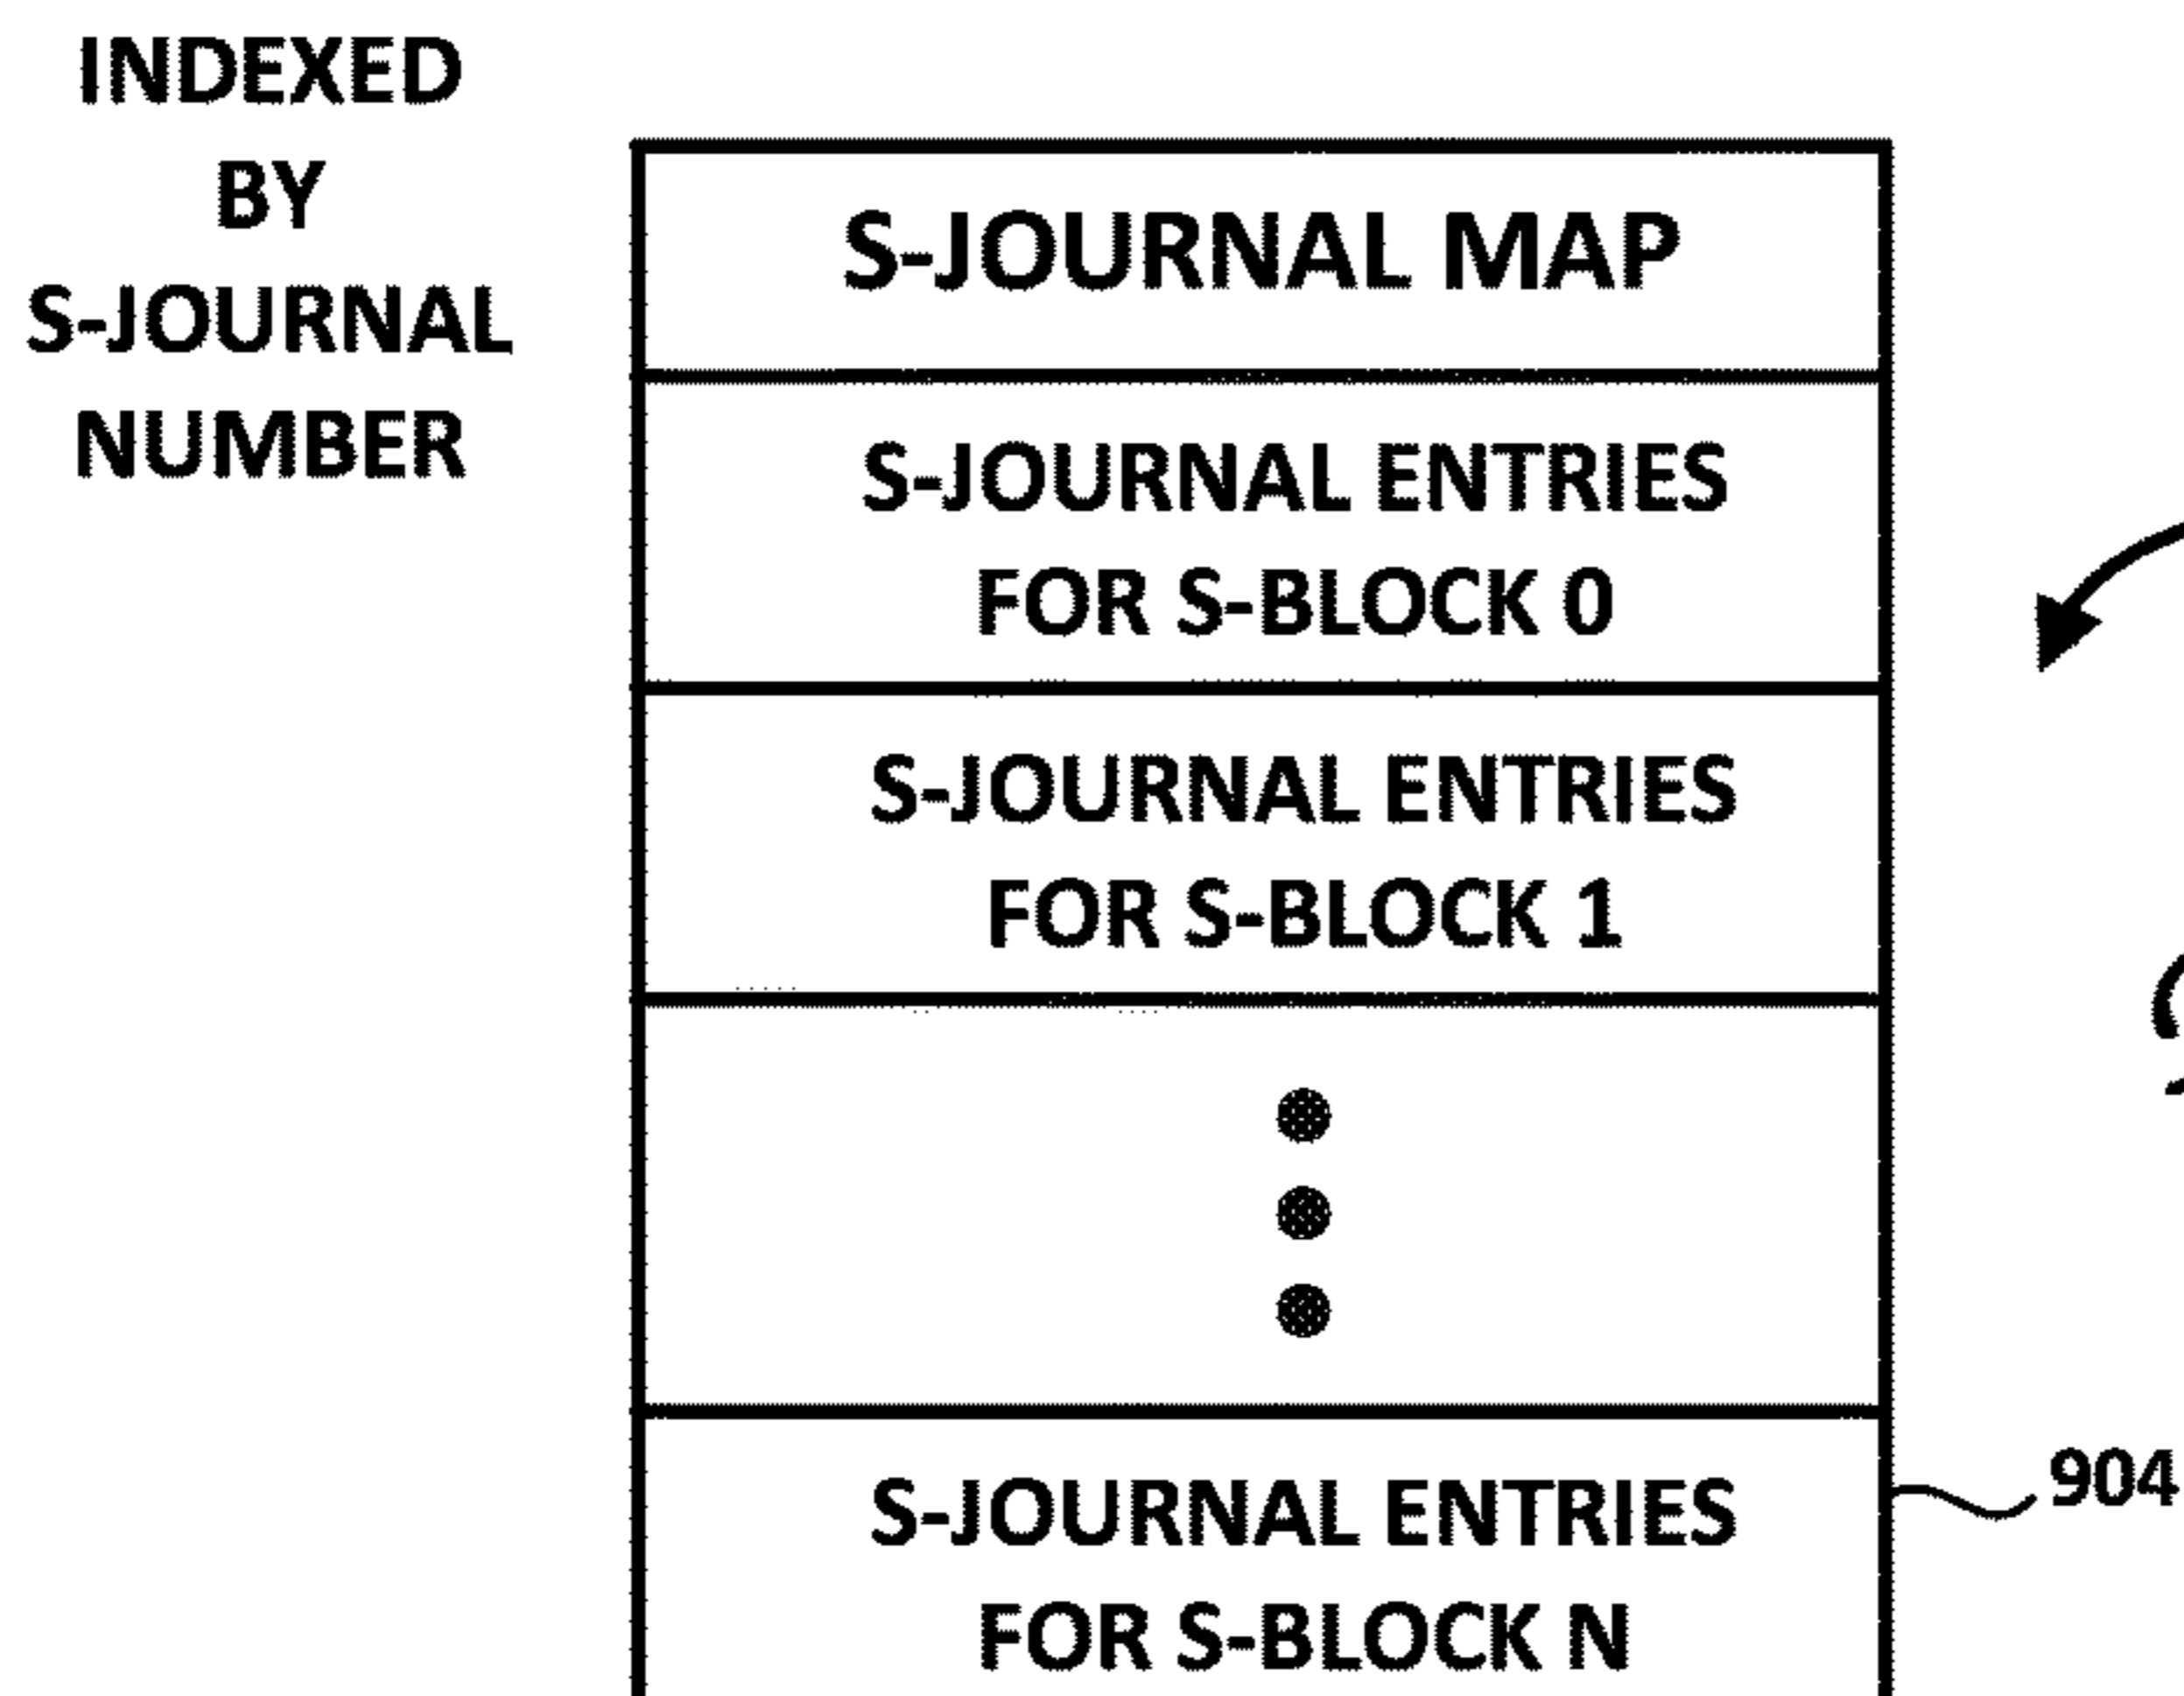 INDEXED
BY
S-JOURNAL
NUMBER
S-JOURNAL MAP
S-JOURNAL ENTRIES
FOR S-BLOCK 0
S-JOURNAL ENTRIES
FOR S-BLOCK 1
S-JOURNAL ENTRIES
FOR S-BLOCK N
904